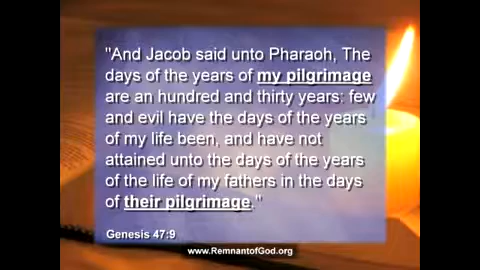 "And Jacob said unto Pharaoh, The
days of the years of my pilgrimage
are an hundred and thirty years: few
and evil have the days of the years
of my life been, and have not
attained unto the days of the years
of the life of my fathers in the days
of their pilgrimage."
Genesis 47:9
www.RemnantofGod.org